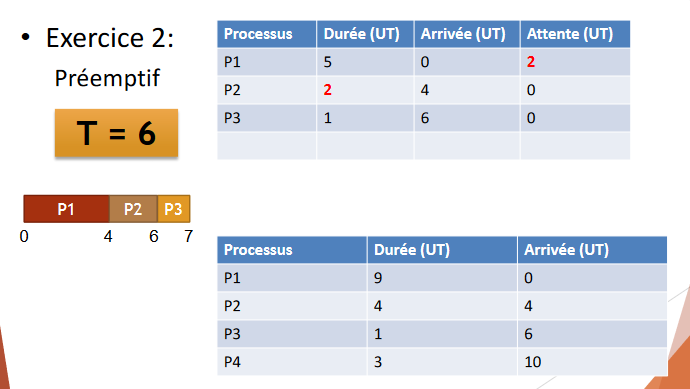 • Exercice 2:
Préemptif
T = 6
P1 P2 P3
0 4 6 7
Processus Durée (UT) Arrivée (UT) Attente (UT)
P1 5 0 2
P2 2 4 0
P3 1 6 0
Processus Durée (UT) Arrivée (UT)
P1 9 0
P2 4 4
P3 1 6
P4 3 10